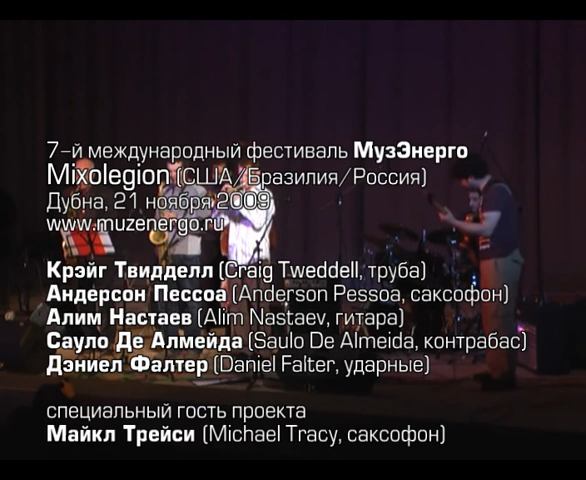 7-й международный фестиваль МузЭнерго
Mixolegion (США/Бразилия/Россия)
Дубна, 21 ноября 2009
www.muzenergo.ru
Крэйг Твидделл (Craig Tweddell, труба)
Андерсон Пессоа (Anderson Pessoa, саксофон)
Алим Настаев (Alim Nastaev, гитара)
Сауло Де Алмейда (Saulo De Almeida, контрабас)
Дэниел Фалтер (Daniel Falter, ударные)
специальный гость проекта
Майкл Трейси (Michael Tracy, саксофон)